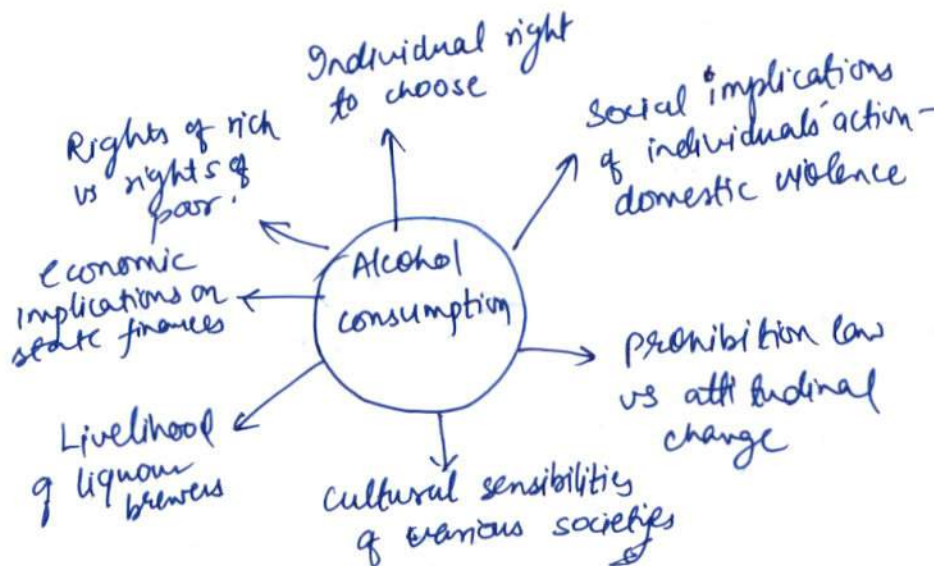 Individual right
to choose
Social implications
of individuals' action -
domestic violence
Rights of rich
vs rights of
poor.
Alcohol
consumption
economic
implications on
state finances
prohibition law
vs attitudinal
change
Livelihood
of liquour
brewers
cultural sensibilities
of various societies